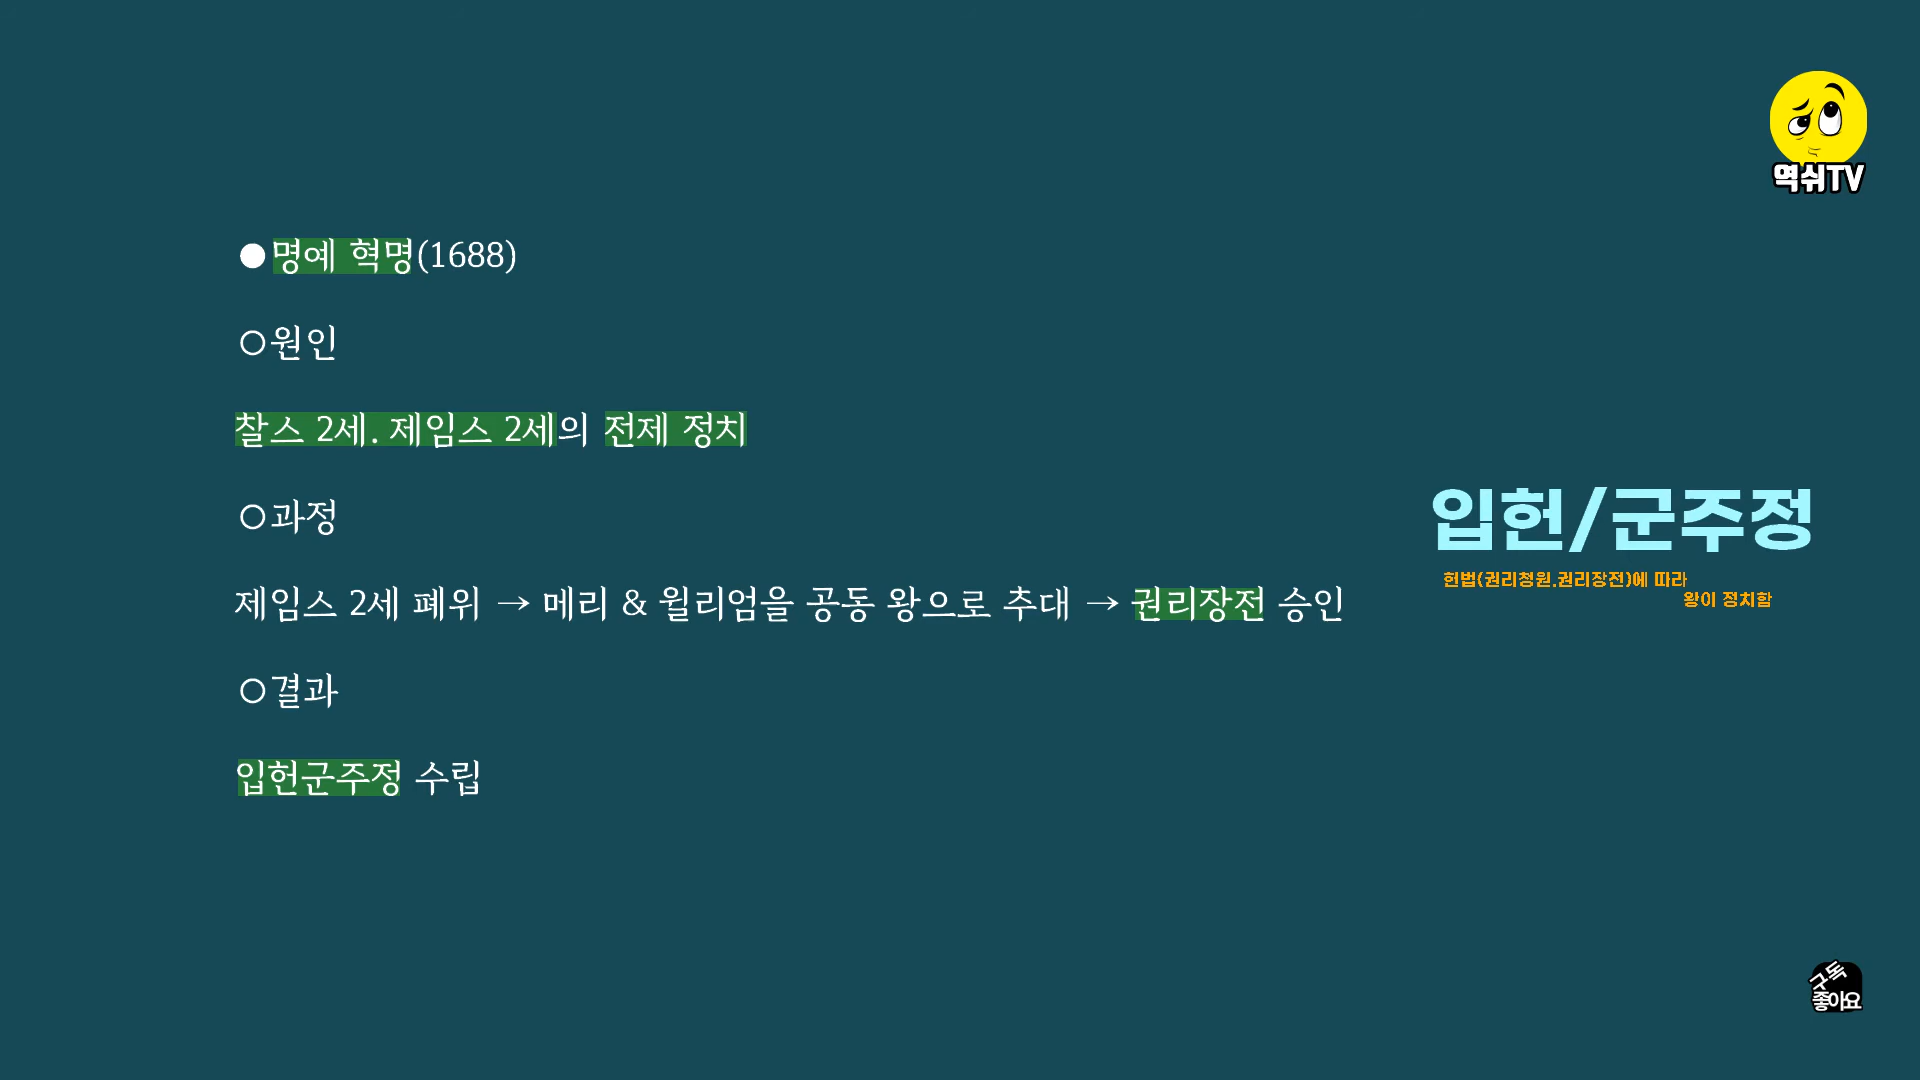 역쉬TV
●명예 혁명(1688)
○원인
찰스 2세. 제임스 2세의 전제 정치
○과정
제임스 2세 폐위 → 메리 & 윌리엄을 공동 왕으로 추대 → 권리장전 승인
○결과
입헌군주정 수립
입헌/군주정
헌법(권리청원.권리장전)에 따라
왕이 정치함
구독
좋아요